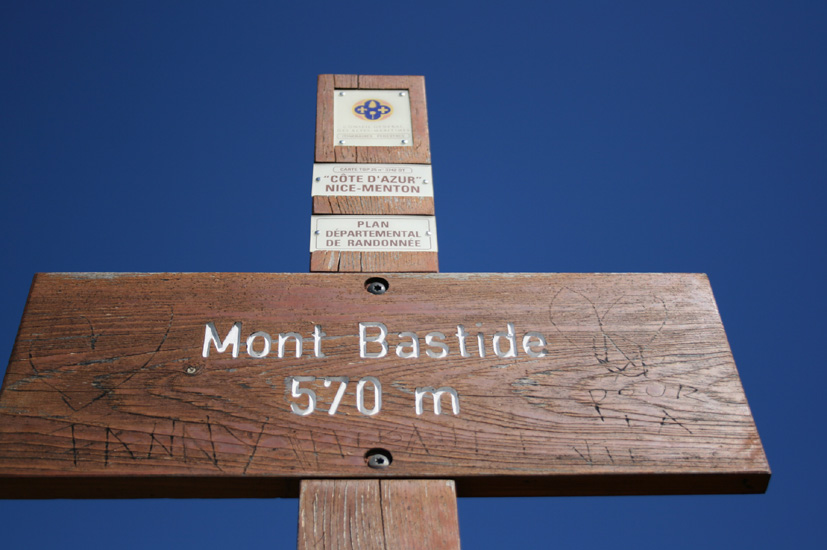 "CÔTE D'AZUR"
NICE-MENTON
PLAN
DÉPARTEMENTAL
DE RANDONNÉE
Mont Bastide
570 m